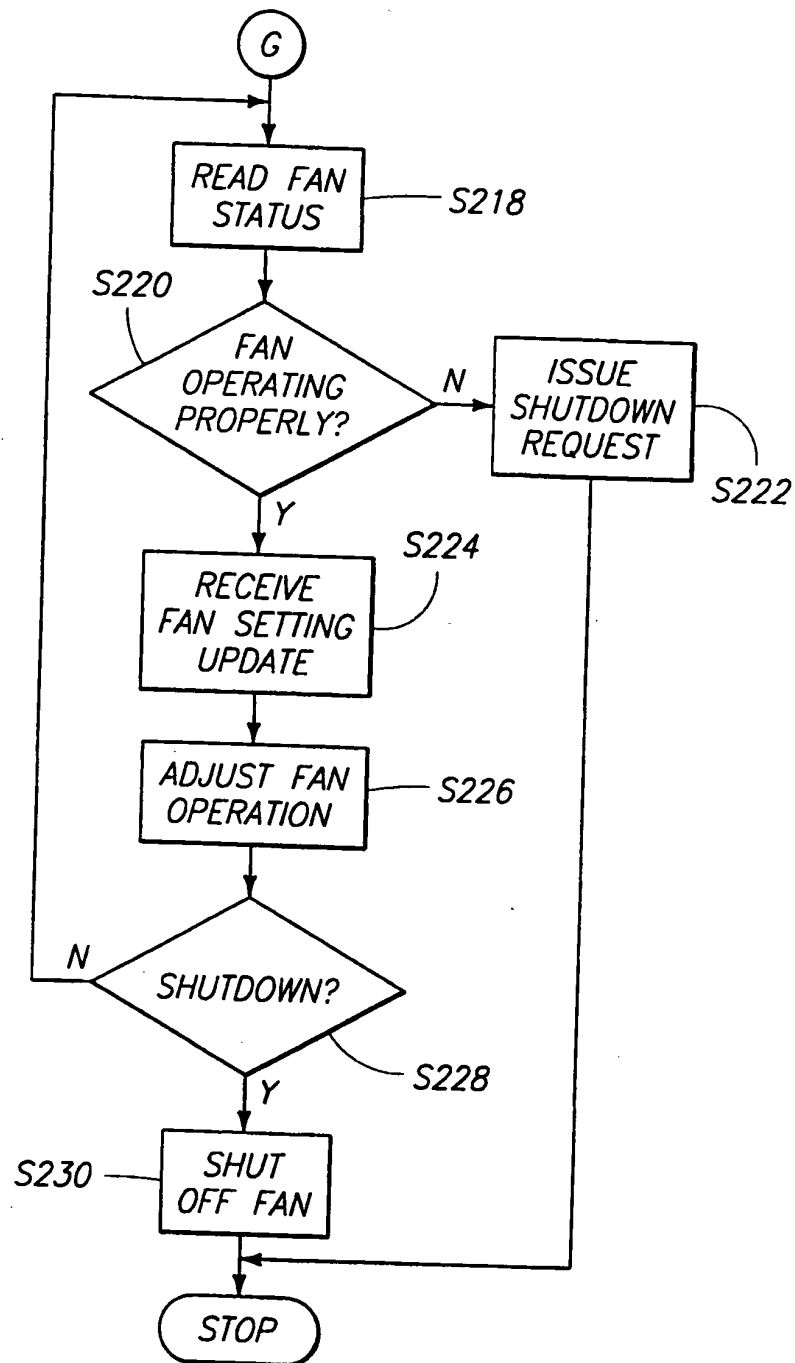 G
READ FAN
STATUS
S218
S220
FAN
OPERATING
PROPERLY?
N
ISSUE
SHUTDOWN
REQUEST
S222
Y
S224
RECEIVE
FAN SETTING
UPDATE
ADJUST FAN
OPERATION
S226
N
SHUTDOWN?
S228
Y
S230
SHUT
OFF FAN
STOP